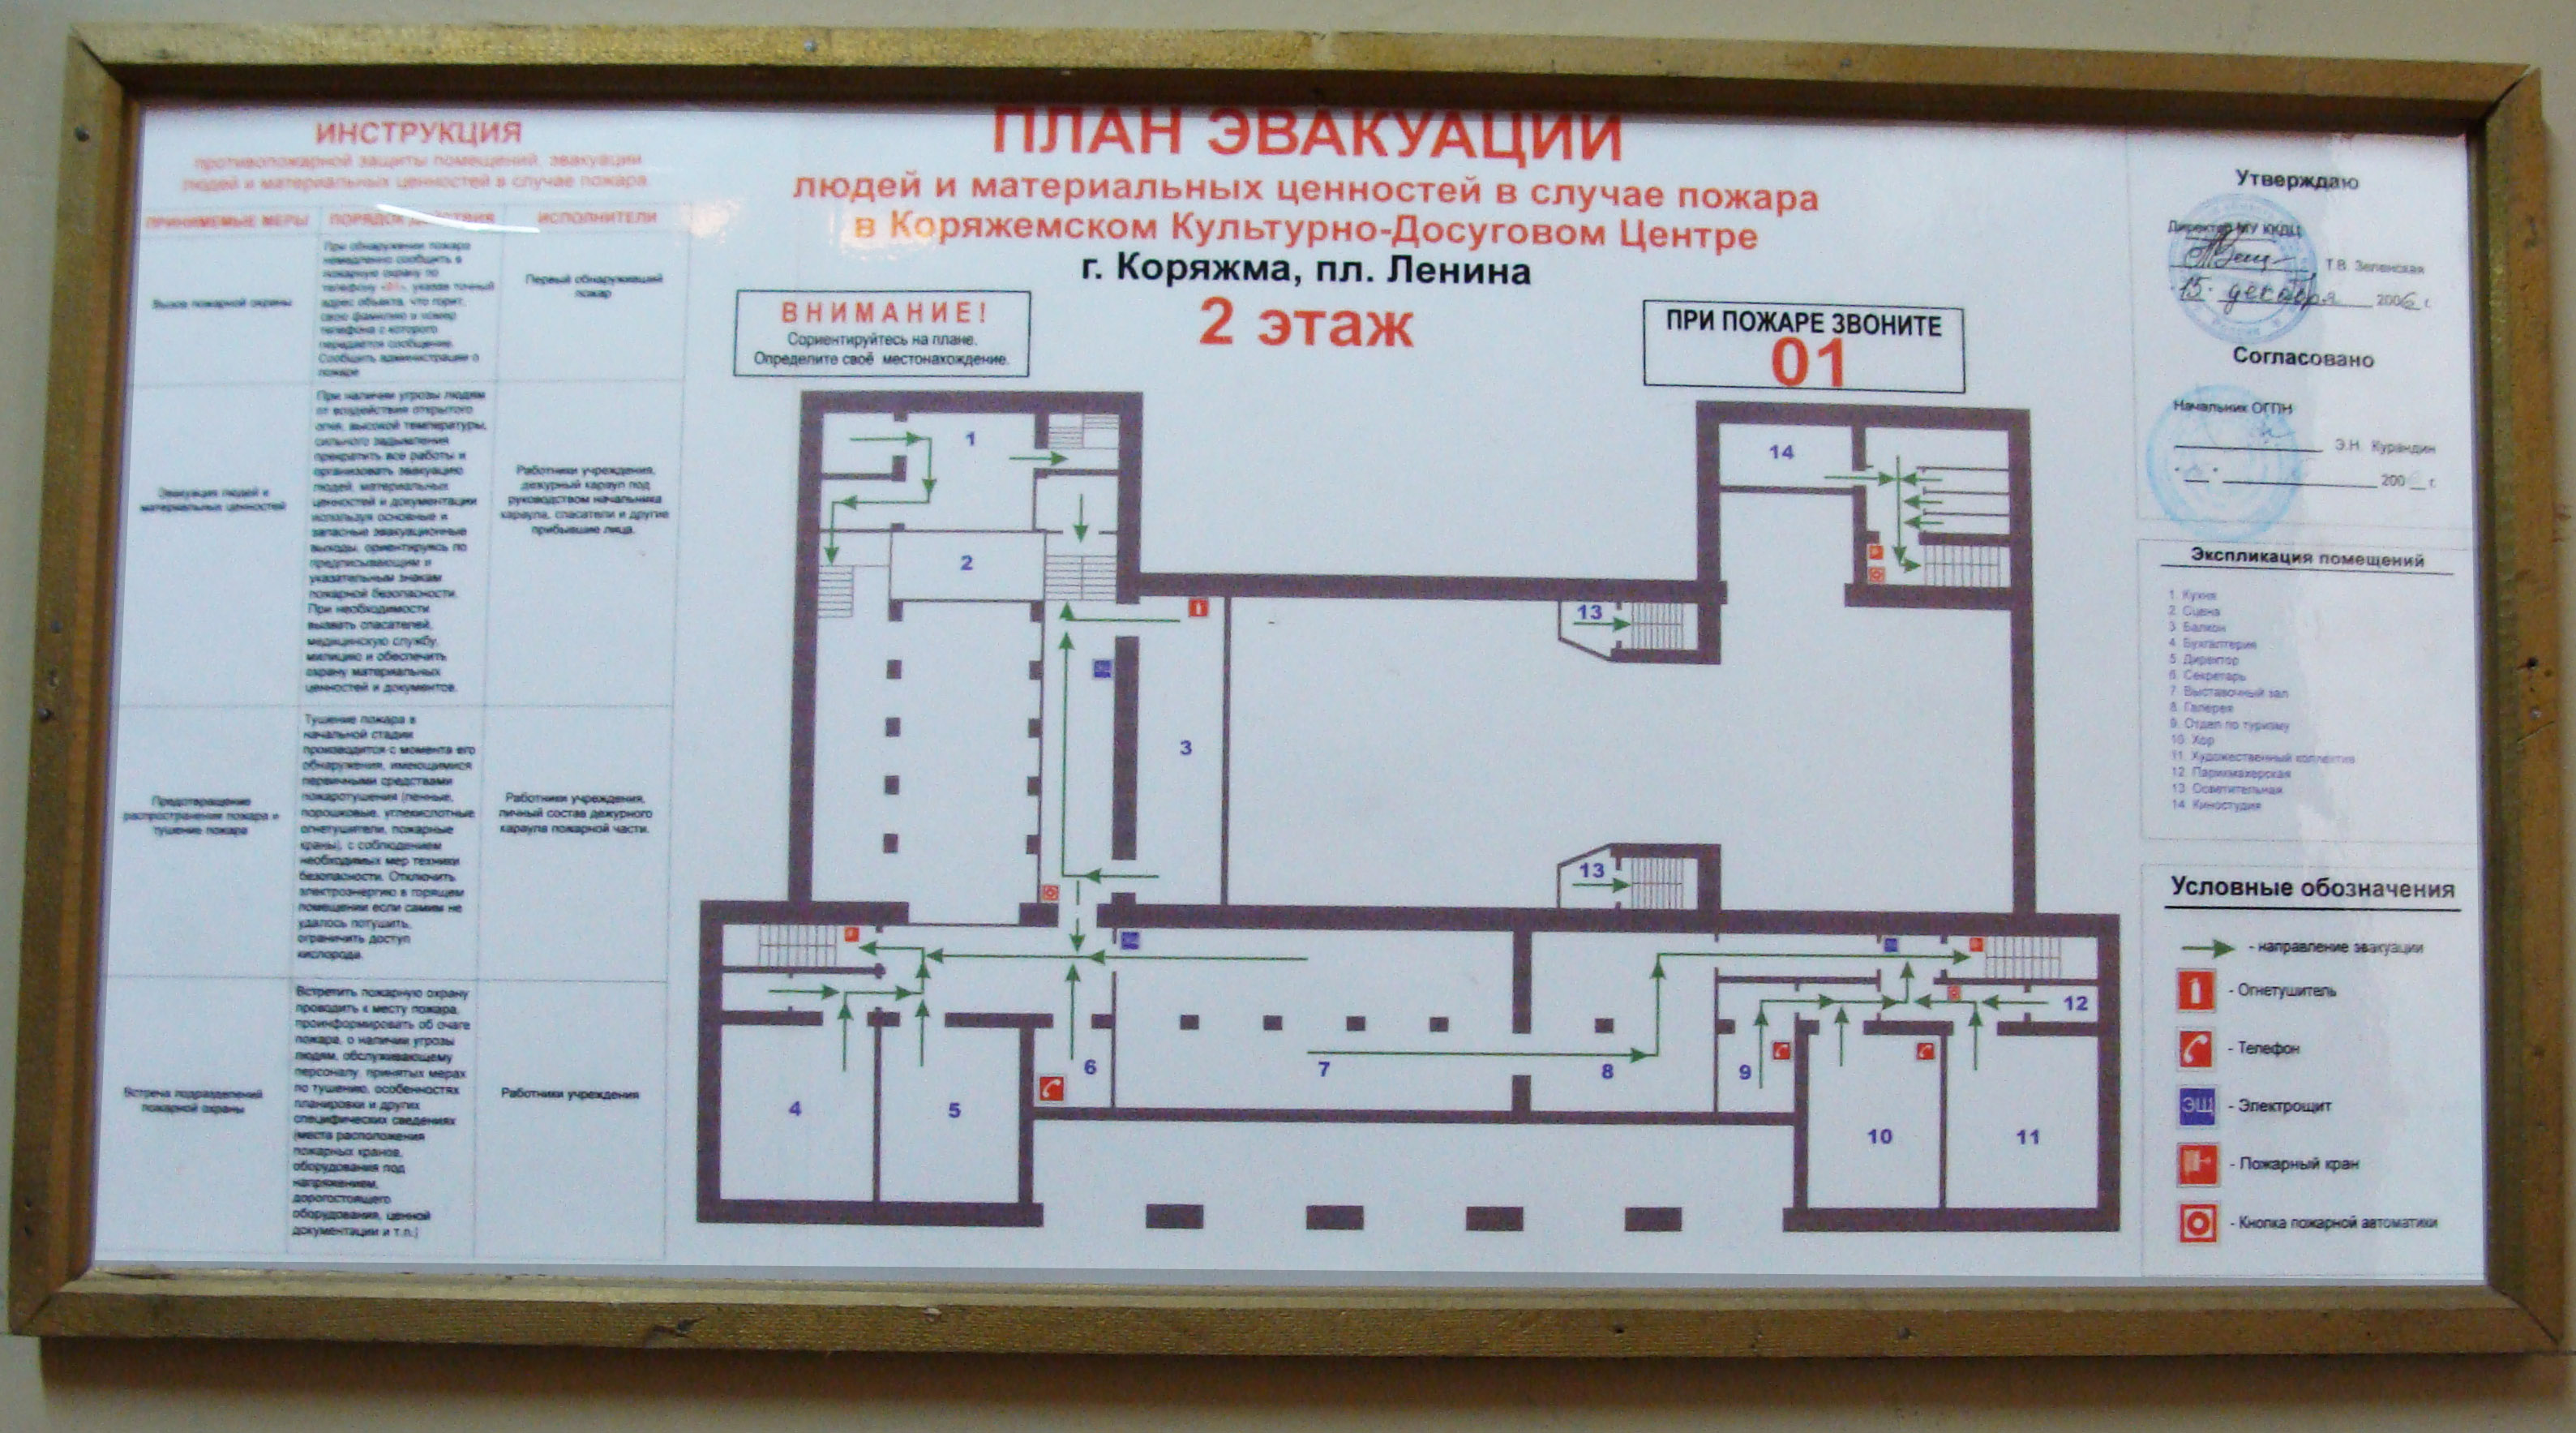 ИНСТРУКЦИЯ
противопожарной защиты помещений, эвакуации
людей и материальных ценностей в случае пожара
ПРИНИМЕМЫЕ МЕРЫ
ПОРЯДОК ДЕЙСТВИЯ
ИСПОЛНИТЕЛИ
Вызов пожарной охраны
При обнаружении пожара
немедленно сообщить в
пожарную охрану по
телефону «01», указав точный
адрес объекта, что горит,
свою фамилию и номер
телефона с которого
передается сообщение.
Сообщить администрации о
пожаре
Первый обнаруживший
пожар
Эвакуация людей и
материальных ценностей
При наличии угрозы людям
от воздействия открытого
огня, высокой температуры,
сильного задымления
прекратить все работы и
организовать эвакуацию
людей, материальных
ценностей и документации
используя основные и
запасные эвакуационные
выходы, ориентируясь по
предписывающим и
указательным знакам
пожарной безопасности.
При необходимости
вызвать спасателей,
медицинскую службу,
милицию и обеспечить
охрану материальных
ценностей и документов.
Работники учреждения,
дежурный караул под
руководством начальника
караула, спасатели и другие
прибывшие лица.
Предотвращение
распространения пожара и
тушение пожара
Тушение пожара в
начальной стадии
производится с момента его
обнаружения, имеющимися
первичными средствами
пожаротушения (пенные,
порошковые, углекислотные
огнетушители, пожарные
краны), с соблюдением
необходимых мер техники
безопасности. Отключить
электроэнергию в горящем
помещении если самим не
удалось потушить,
ограничить доступ
кислорода.
Работники учреждения,
личный состав дежурного
караула пожарной части.
Встреча подразделений
пожарной охраны
Встретить пожарную охрану
проводить к месту пожара,
проинформировать об очаге
пожара, о наличии угрозы
людям, обслуживающему
персоналу, принятых мерах
по тушению, особенностях
планировки и других
специфических сведениях
(места расположения
пожарных кранов,
оборудования под
напряжением,
дорогостоящего
оборудования, ценной
документации и т.п.)
Работники учреждения
ПЛАН ЭВАКУАЦИИ
людей и материальных ценностей в случае пожара
в Коряжемском Культурно-Досуговом Центре
г. Коряжма, пл. Ленина
2 этаж
ВНИМАНИЕ!
Сориентируйтесь на плане.
Определите своё местонахождение.
ПРИ ПОЖАРЕ ЗВОНИТЕ
01
1
2
3
13
14
13
4
5
6
7
8
9
10
11
12
Утверждаю
Директор МУ ККДЦ
Т.В. Зеленская
15 декабря 2006 г.
Согласовано
Начальник ОГПН
Э.Н. Курандин
200 г.
Экспликация помещений
1. Кухня
2. Сцена
3. Балкон
4. Бухгалтерия
5. Директор
6. Секретарь
7. Выставочный зал
8. Галерея
9. Отдел по туризму
10. Хор
11. Художественный коллектив
12. Парикмахерская
13. Осветительная
14. Киностудия
Условные обозначения
- направление эвакуации
- Огнетушитель
- Телефон
ЭЩ - Электрощит
- Пожарный кран
- Кнопка пожарной автоматики